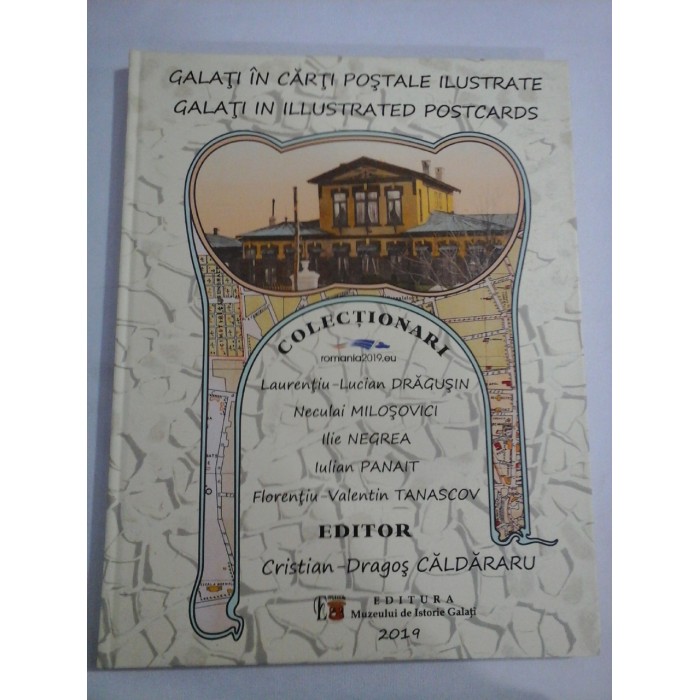 GALAŢI ÎN CĂRŢI POŞTALE ILUSTRATE
GALAŢI IN ILLUSTRATED POSTCARDS
COLECȚIONARI
romania2019.eu
Laurenţiu-Lucian DRĂGUŞIN
Neculai MILOŞOVICI
Ilie NEGREA
Iulian PANAIT
Florenţiu-Valentin TANASCOV
EDITOR
Cristian-Dragoş CĂLDĂRARU
EDITURA
Muzeului de Istorie Galaţi
2019